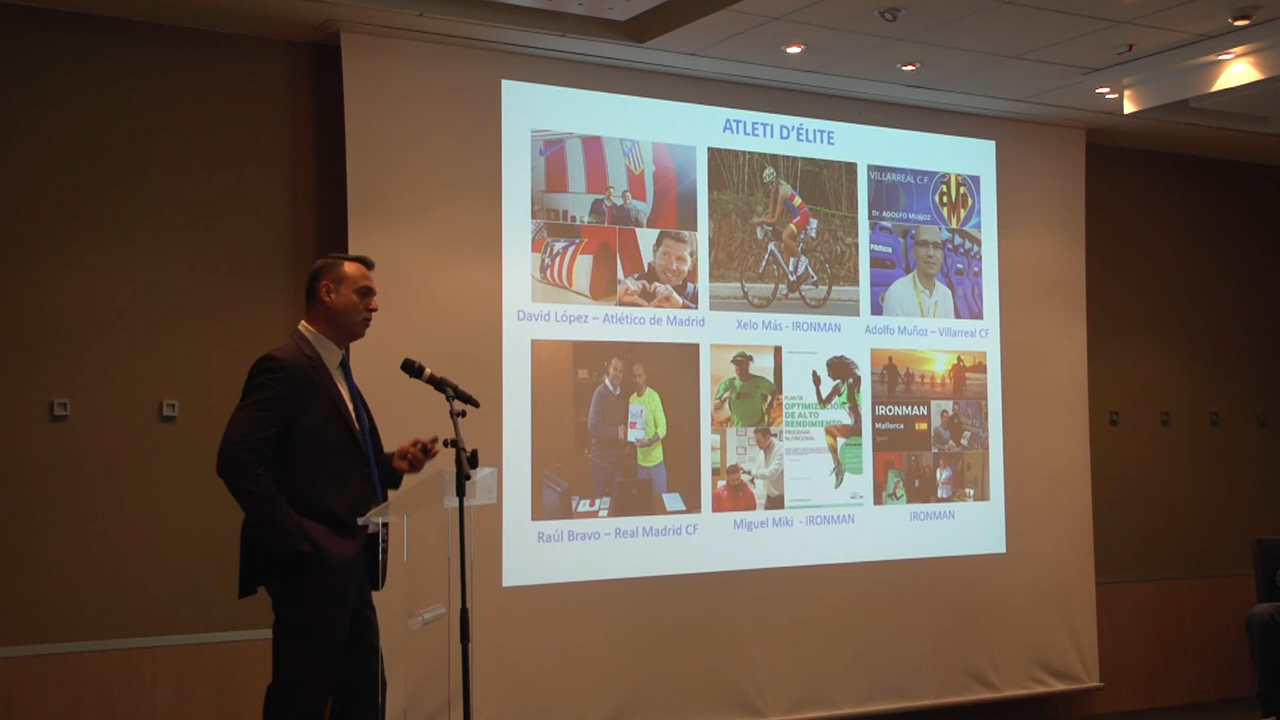 ATLETI D'ÉLITE
David López – Atlético de Madrid
Xelo Más - IRONMAN
VILLARREAL C.F.
Dr. ADOLFO MUÑOZ
PAMESA
Adolfo Muñoz – Villarreal CF
Raúl Bravo – Real Madrid CF
PLAN DE
OPTIMIZACIÓN
DE ALTO
RENDIMIENTO
PROGRAMA
NUTRICIONAL
Miguel Miki - IRONMAN
IRONMAN
Mallorca
Spain
IRONMAN